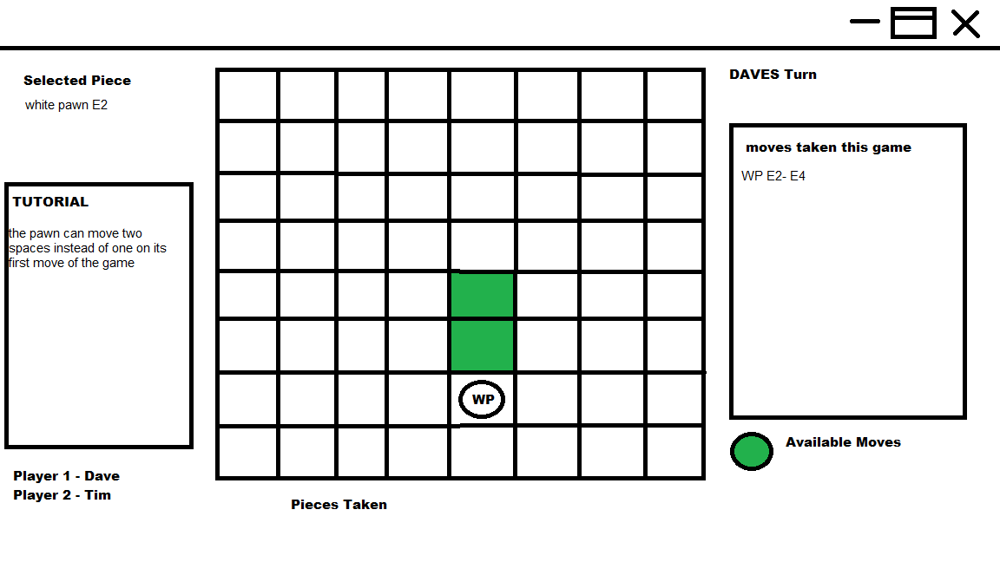 Selected Piece
white pawn E2
TUTORIAL
the pawn can move two
spaces instead of one on its
first move of the game
Player 1 - Dave
Player 2 - Tim
WP
Pieces Taken
DAVES Turn
moves taken this game
WP E2- E4
Available Moves